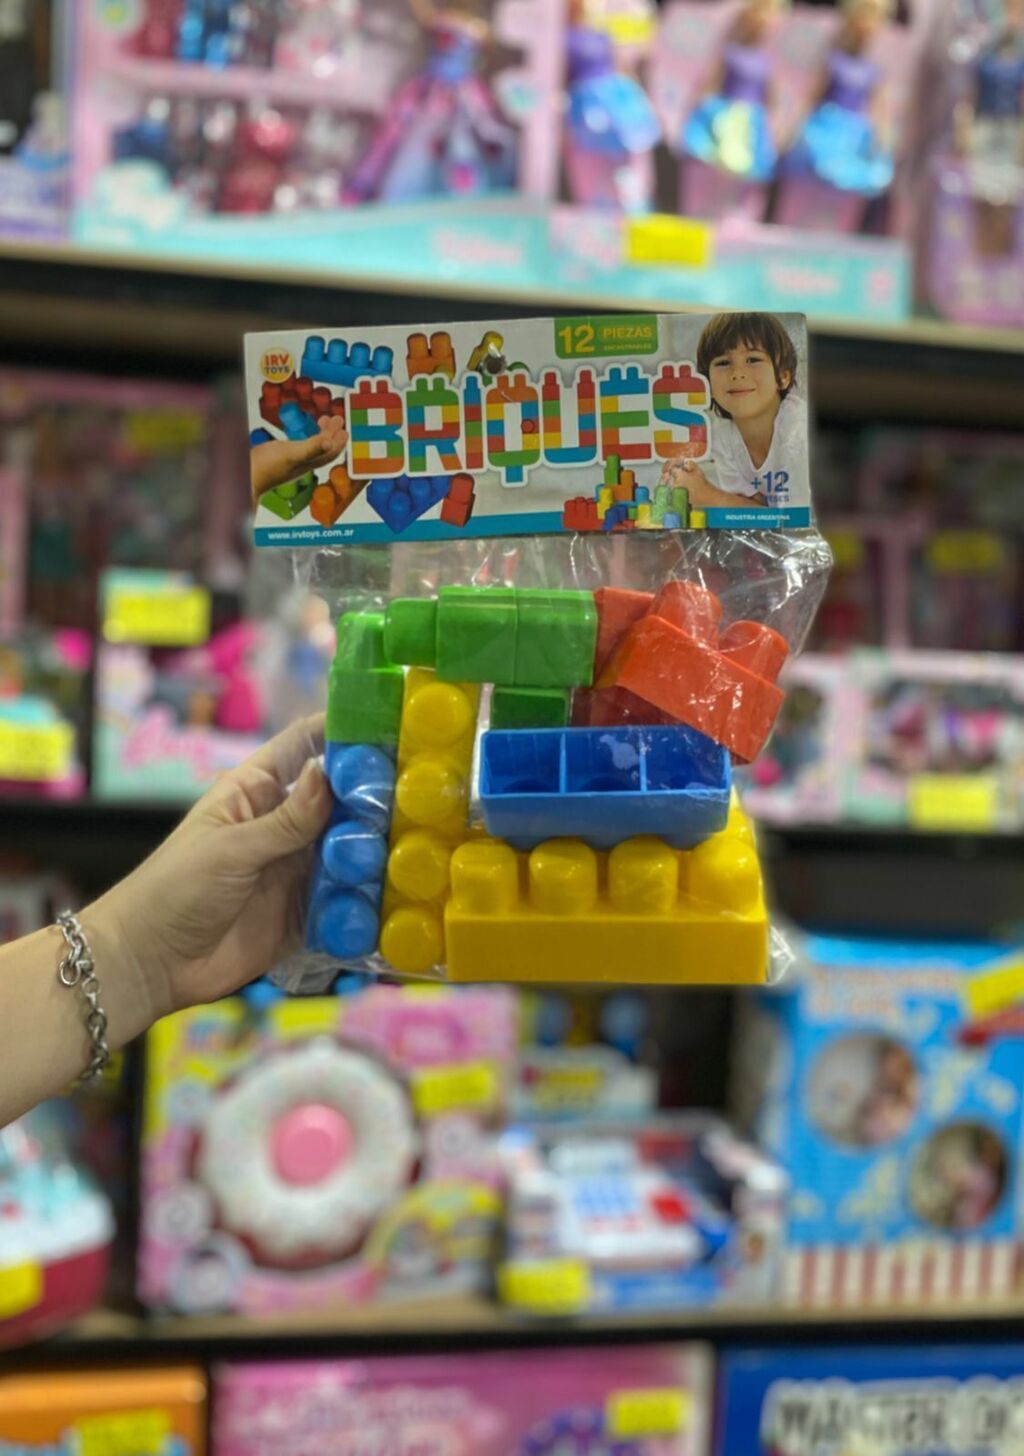 12 PIEZAS
ENCASTRABLES
IRV
TOYS
BRIQUES
+12
MESES
INDUSTRIA ARGENTINA
www.irvtoys.com.ar